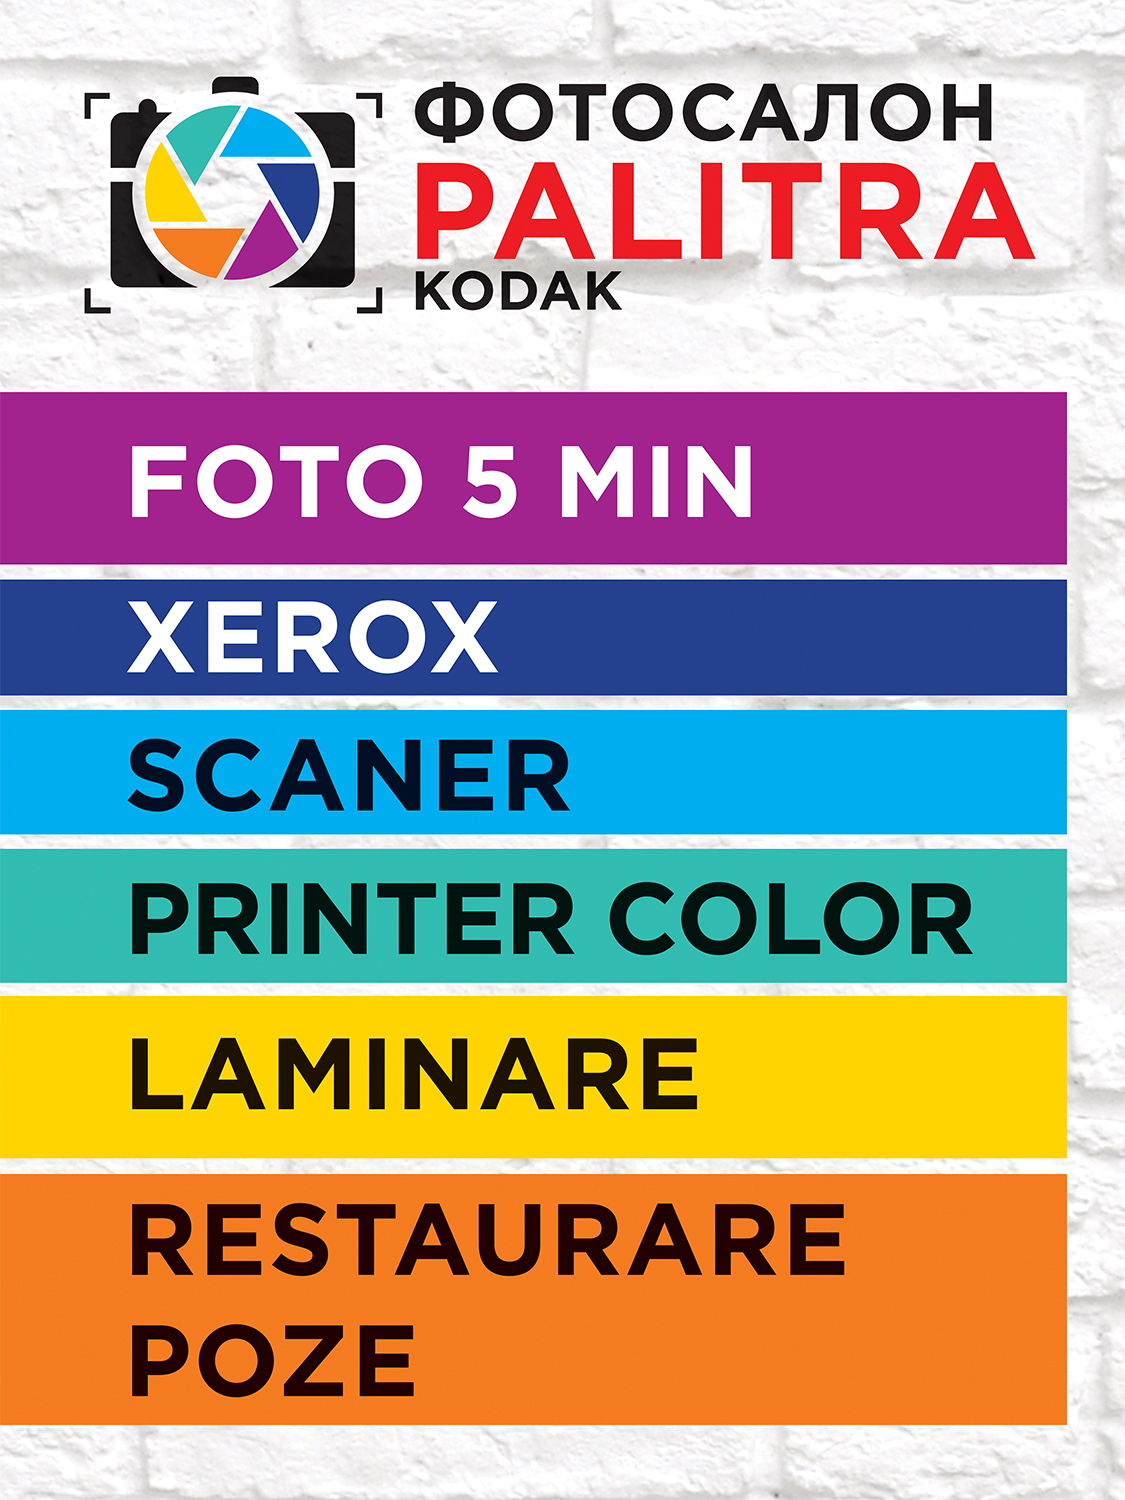 ФОТОСАЛОН
PALITRA
KODAK
FOTO 5 MIN
XEROX
SCANER
PRINTER COLOR
LAMINARE
RESTAURARE
POZE